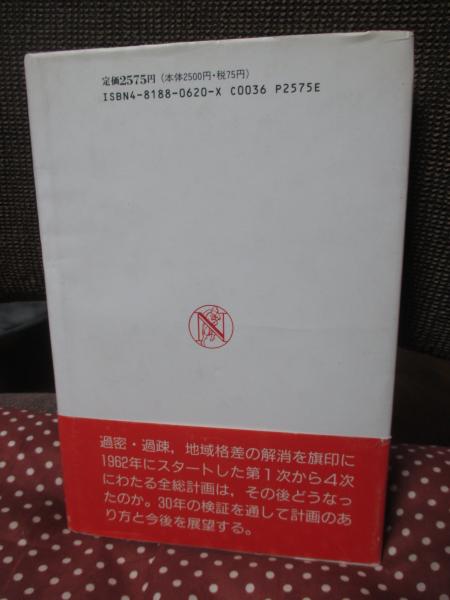 定価2575円（本体2500円・税75円）
ISBN4-8188-0620-X C0036 P2575E
N
過密・過疎，地域格差の解消を旗印に
1962年にスタートした第1次から4次
にわたる全総計画は，その後どうなっ
たのか。30年の検証を通して計画のあ
り方と今後を展望する。